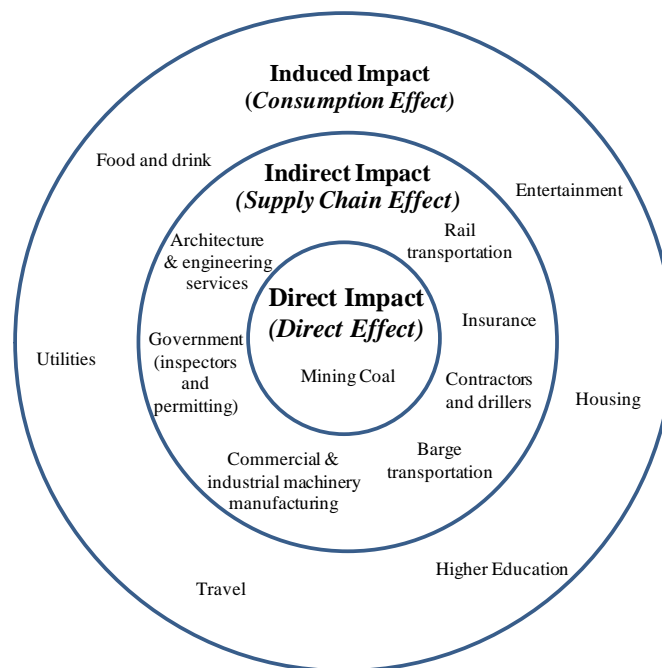 Induced Impact
(Consumption Effect)
Food and drink
Indirect Impact
(Supply Chain Effect)
Entertainment
Architecture
& engineering
services
Rail
transportation
Direct Impact
(Direct Effect)
Mining Coal
Insurance
Government
(inspectors
and
permitting)
Utilities
Contractors
and drillers
Housing
Commercial &
industrial machinery
manufacturing
Barge
transportation
Higher Education
Travel